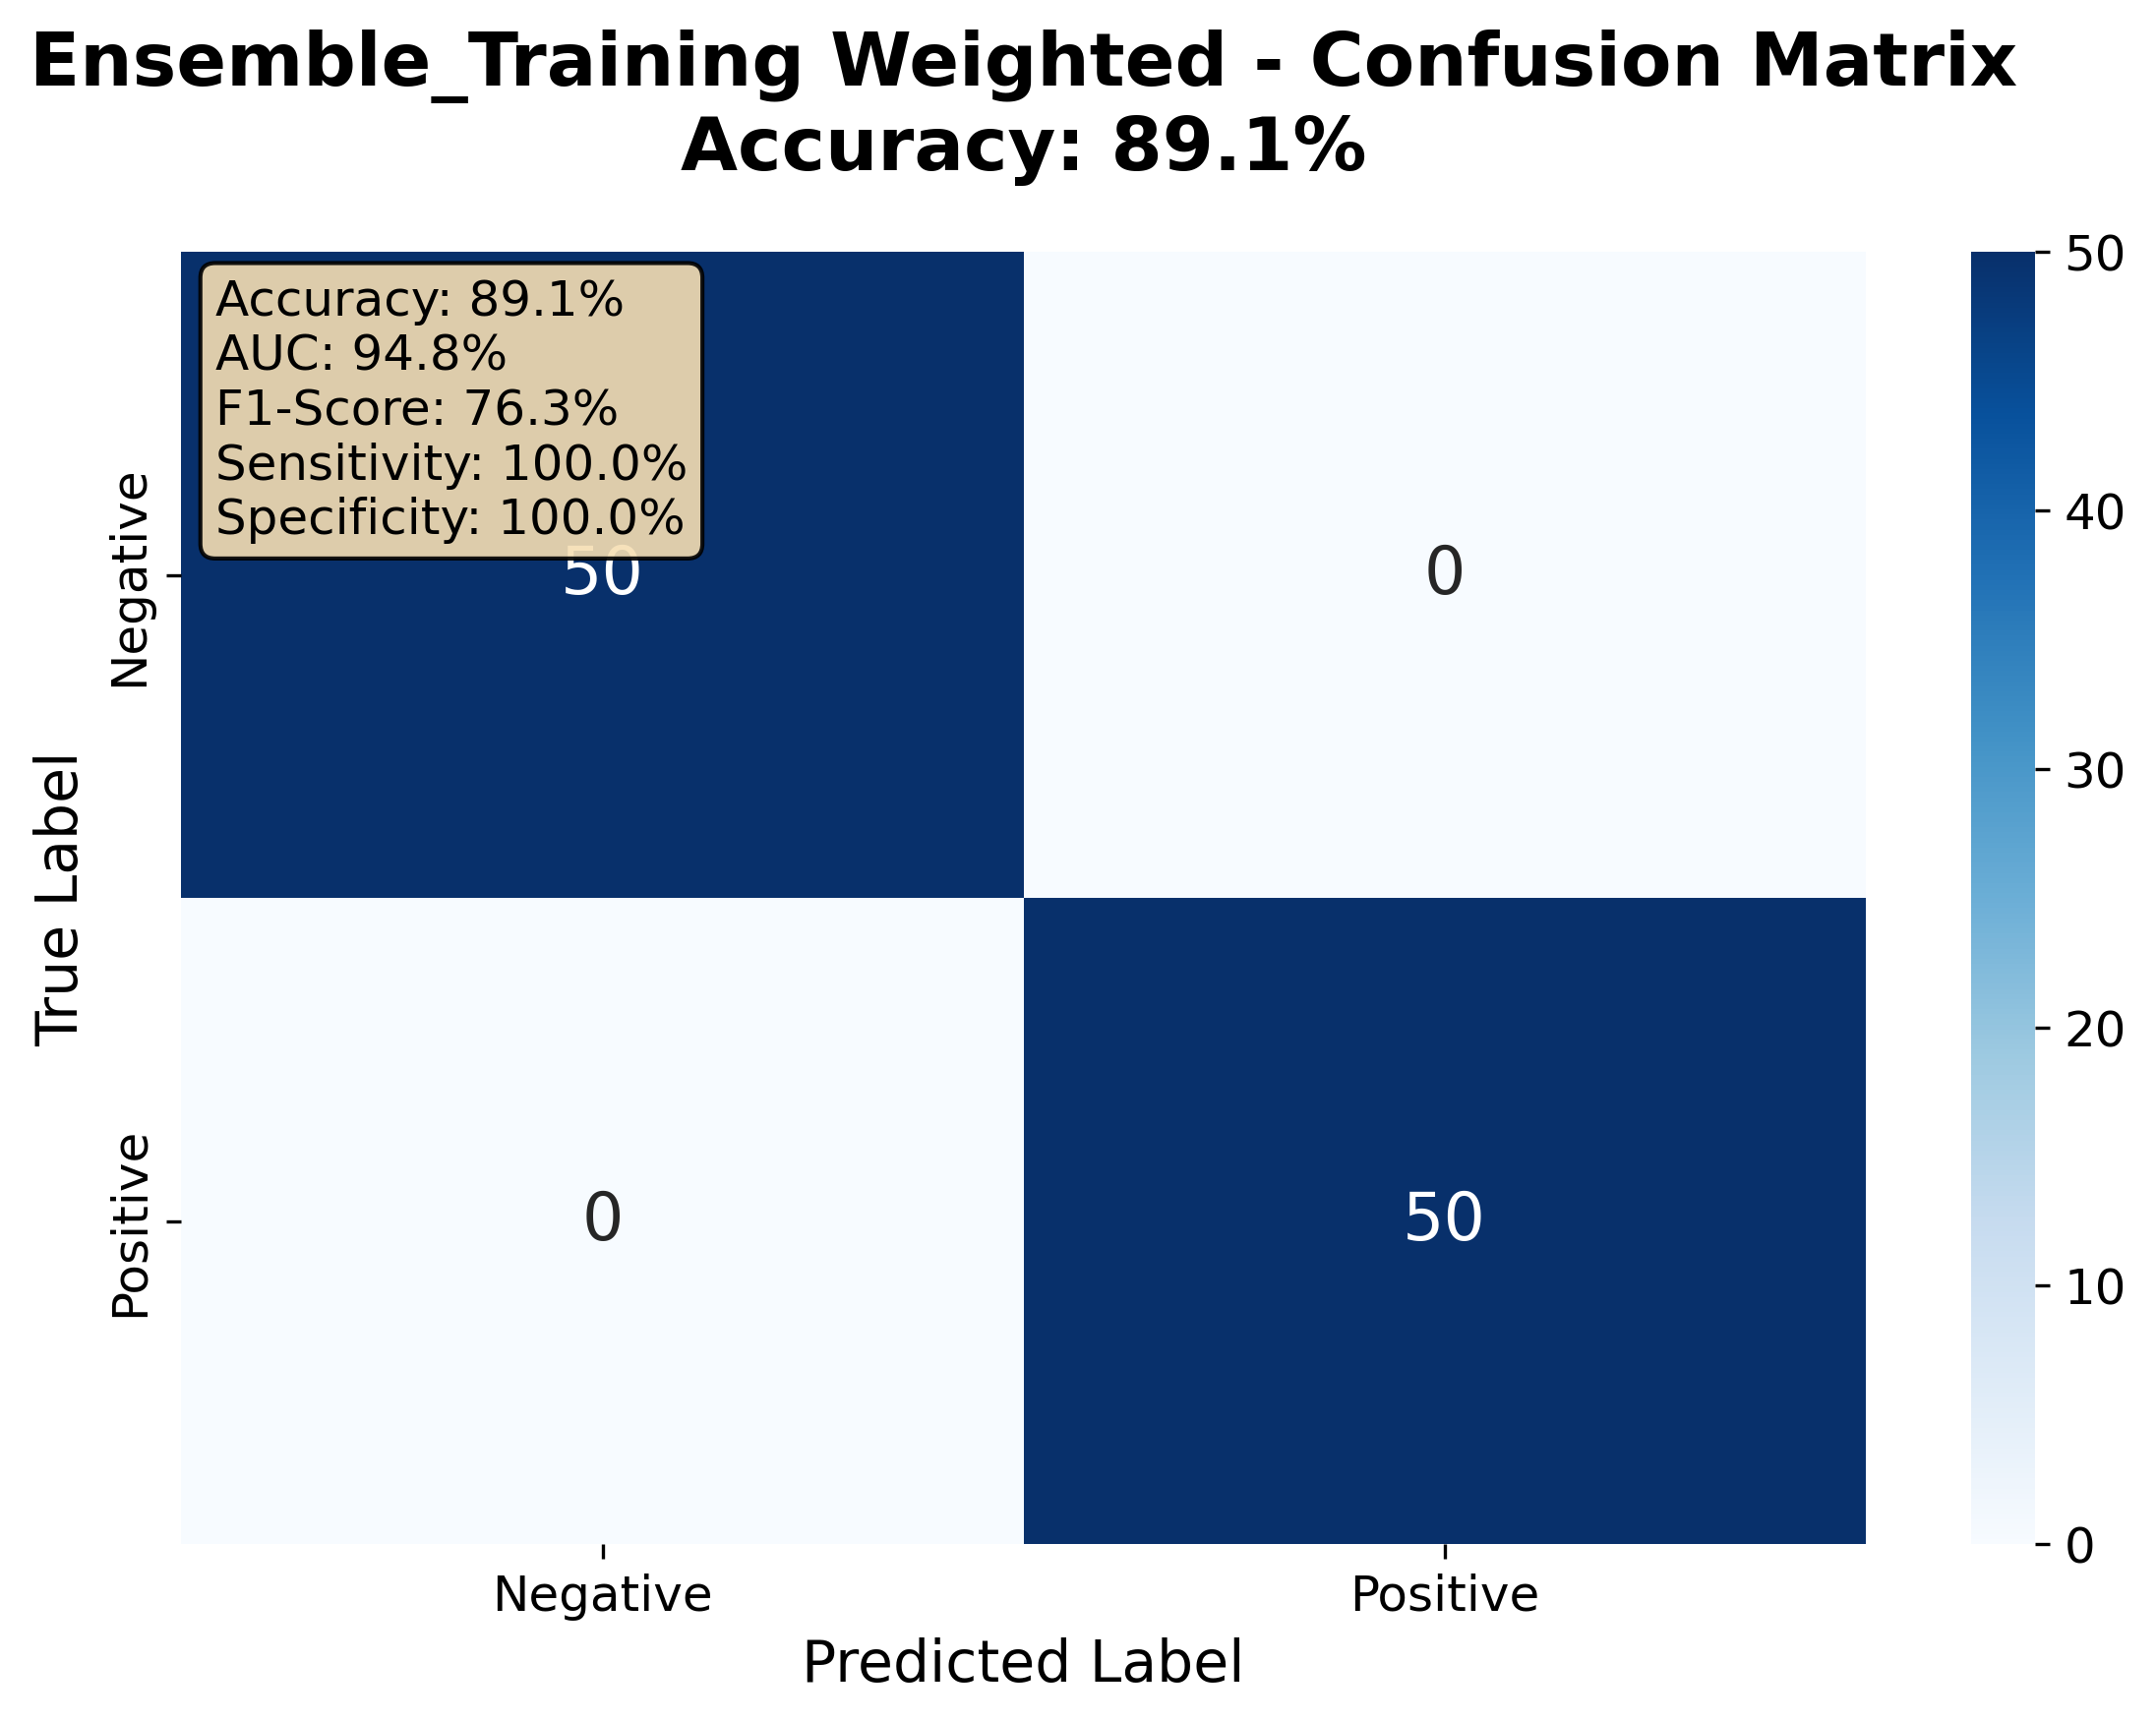 Ensemble_Training Weighted - Confusion Matrix
Accuracy: 89.1%
Accuracy: 89.1%
AUC: 94.8%
F1-Score: 76.3%
Sensitivity: 100.0%
Specificity: 100.0%
50
0
0
50
Negative
Positive
True Label
Negative
Positive
Predicted Label
50
40
30
20
10
0